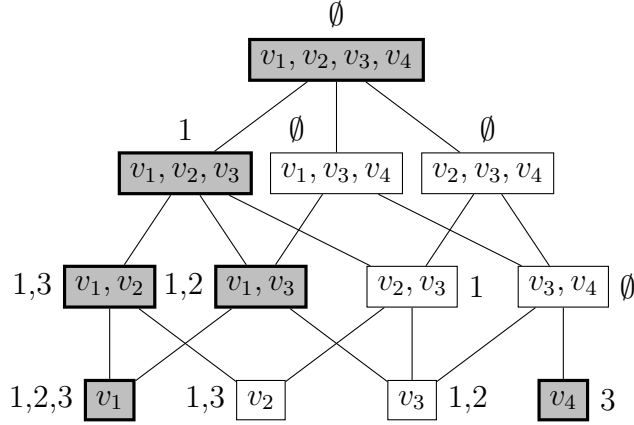 ∅
v₁, v₂, v₃, v₄
1 ∅ ∅
v₁, v₂, v₃ v₁, v₃, v₄ v₂, v₃, v₄
1,3 v₁, v₂ 1,2 v₁, v₃ v₂, v₃ 1 v₃, v₄ ∅
1,2,3 v₁ 1,3 v₂ v₃ 1,2 v₄ 3